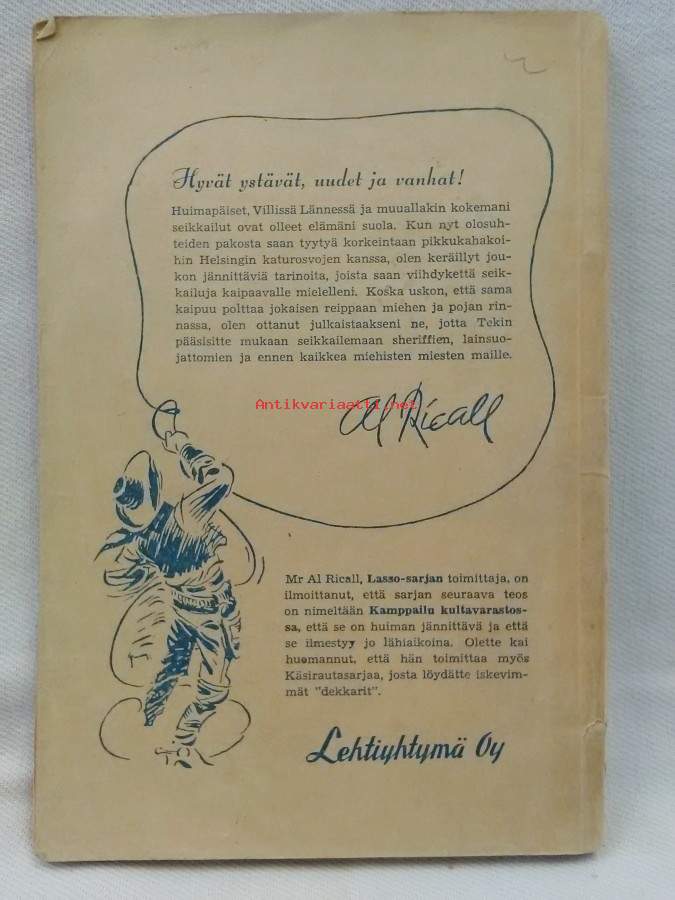 Hyvät ystävät, uudet ja vanhat!
Huimapäiset, Villissä Lännessä ja muuallakin kokemani
seikkailut ovat olleet elämäni suola. Kun nyt olosuh-
teiden pakosta saan tyytyä korkeintaan pikkukahakoi-
hin Helsingin katurosvojen kanssa, olen keräillyt jou-
kon jännittäviä tarinoita, joista saan viihdykettä seik-
kailuja kaipaavalle mielelleni. Koska uskon, että sama
kaipuu polttaa jokaisen reippaan miehen ja pojan rin-
nassa, olen ottanut julkaistaakseni ne, jotta Tekin
pääsisitte mukaan seikkailemaan sheriffien, lainsuo-
jattomien ja ennen kaikkea miehisten miesten maille.
Antikvariaatti.net
Al Ricall
Mr Al Ricall, Lasso-sarjan toimittaja, on
ilmoittanut, että sarjan seuraava teos
on nimeltään Kamppailu kultavarastos-
sa, että se on huiman jännittävä ja että
se ilmestyy jo lähiaikoina. Olette kai
huomannut, että hän toimittaa myös
Käsirautasarjaa, josta löydätte iskevim-
mät "dekkarit".
Lehtiyhtymä Oy